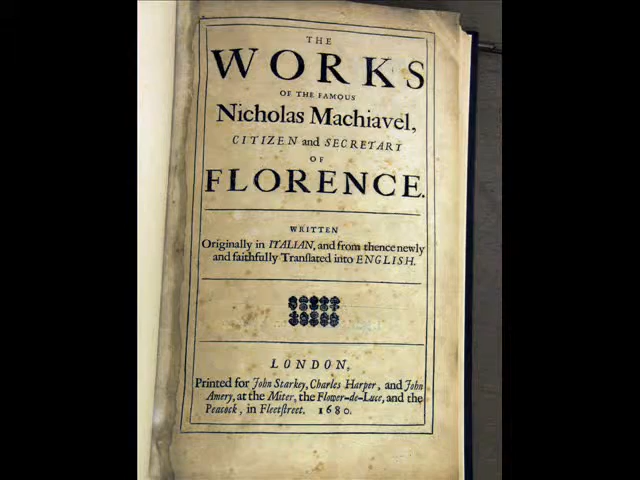 THE
WORKS
OF THE FAMOUS
Nicholas Machiavel,
CITIZEN and SECRETARY
OF
FLORENCE.
WRITTEN
Originally in ITALIAN, and from thence newly
and faithfully Translated into ENGLISH.
LONDON,
Printed for John Starkey, Charles Harper, and John
Amery, at the Miter, the Flower-de-Luce, and the
Peacock, in Fleetſtreet. 1680.